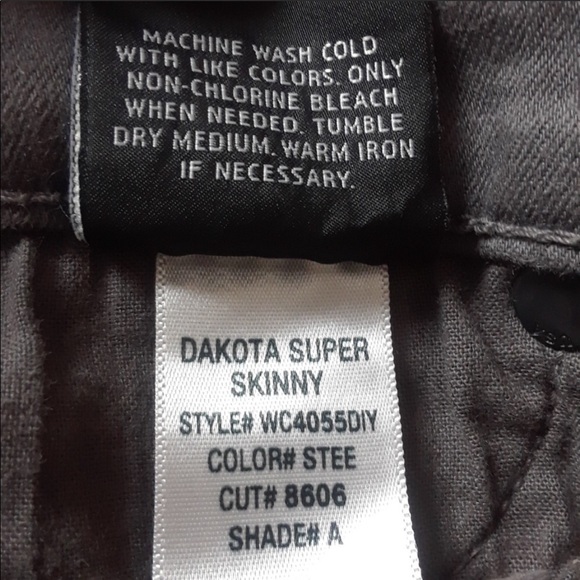 MACHINE WASH COLD
WITH LIKE COLORS. ONLY
NON-CHLORINE BLEACH
WHEN NEEDED. TUMBLE
DRY MEDIUM. WARM IRON
IF NECESSARY.
DAKOTA SUPER
SKINNY
STYLE# WC4055DIY
COLOR# STEE
CUT# 8606
SHADE# A